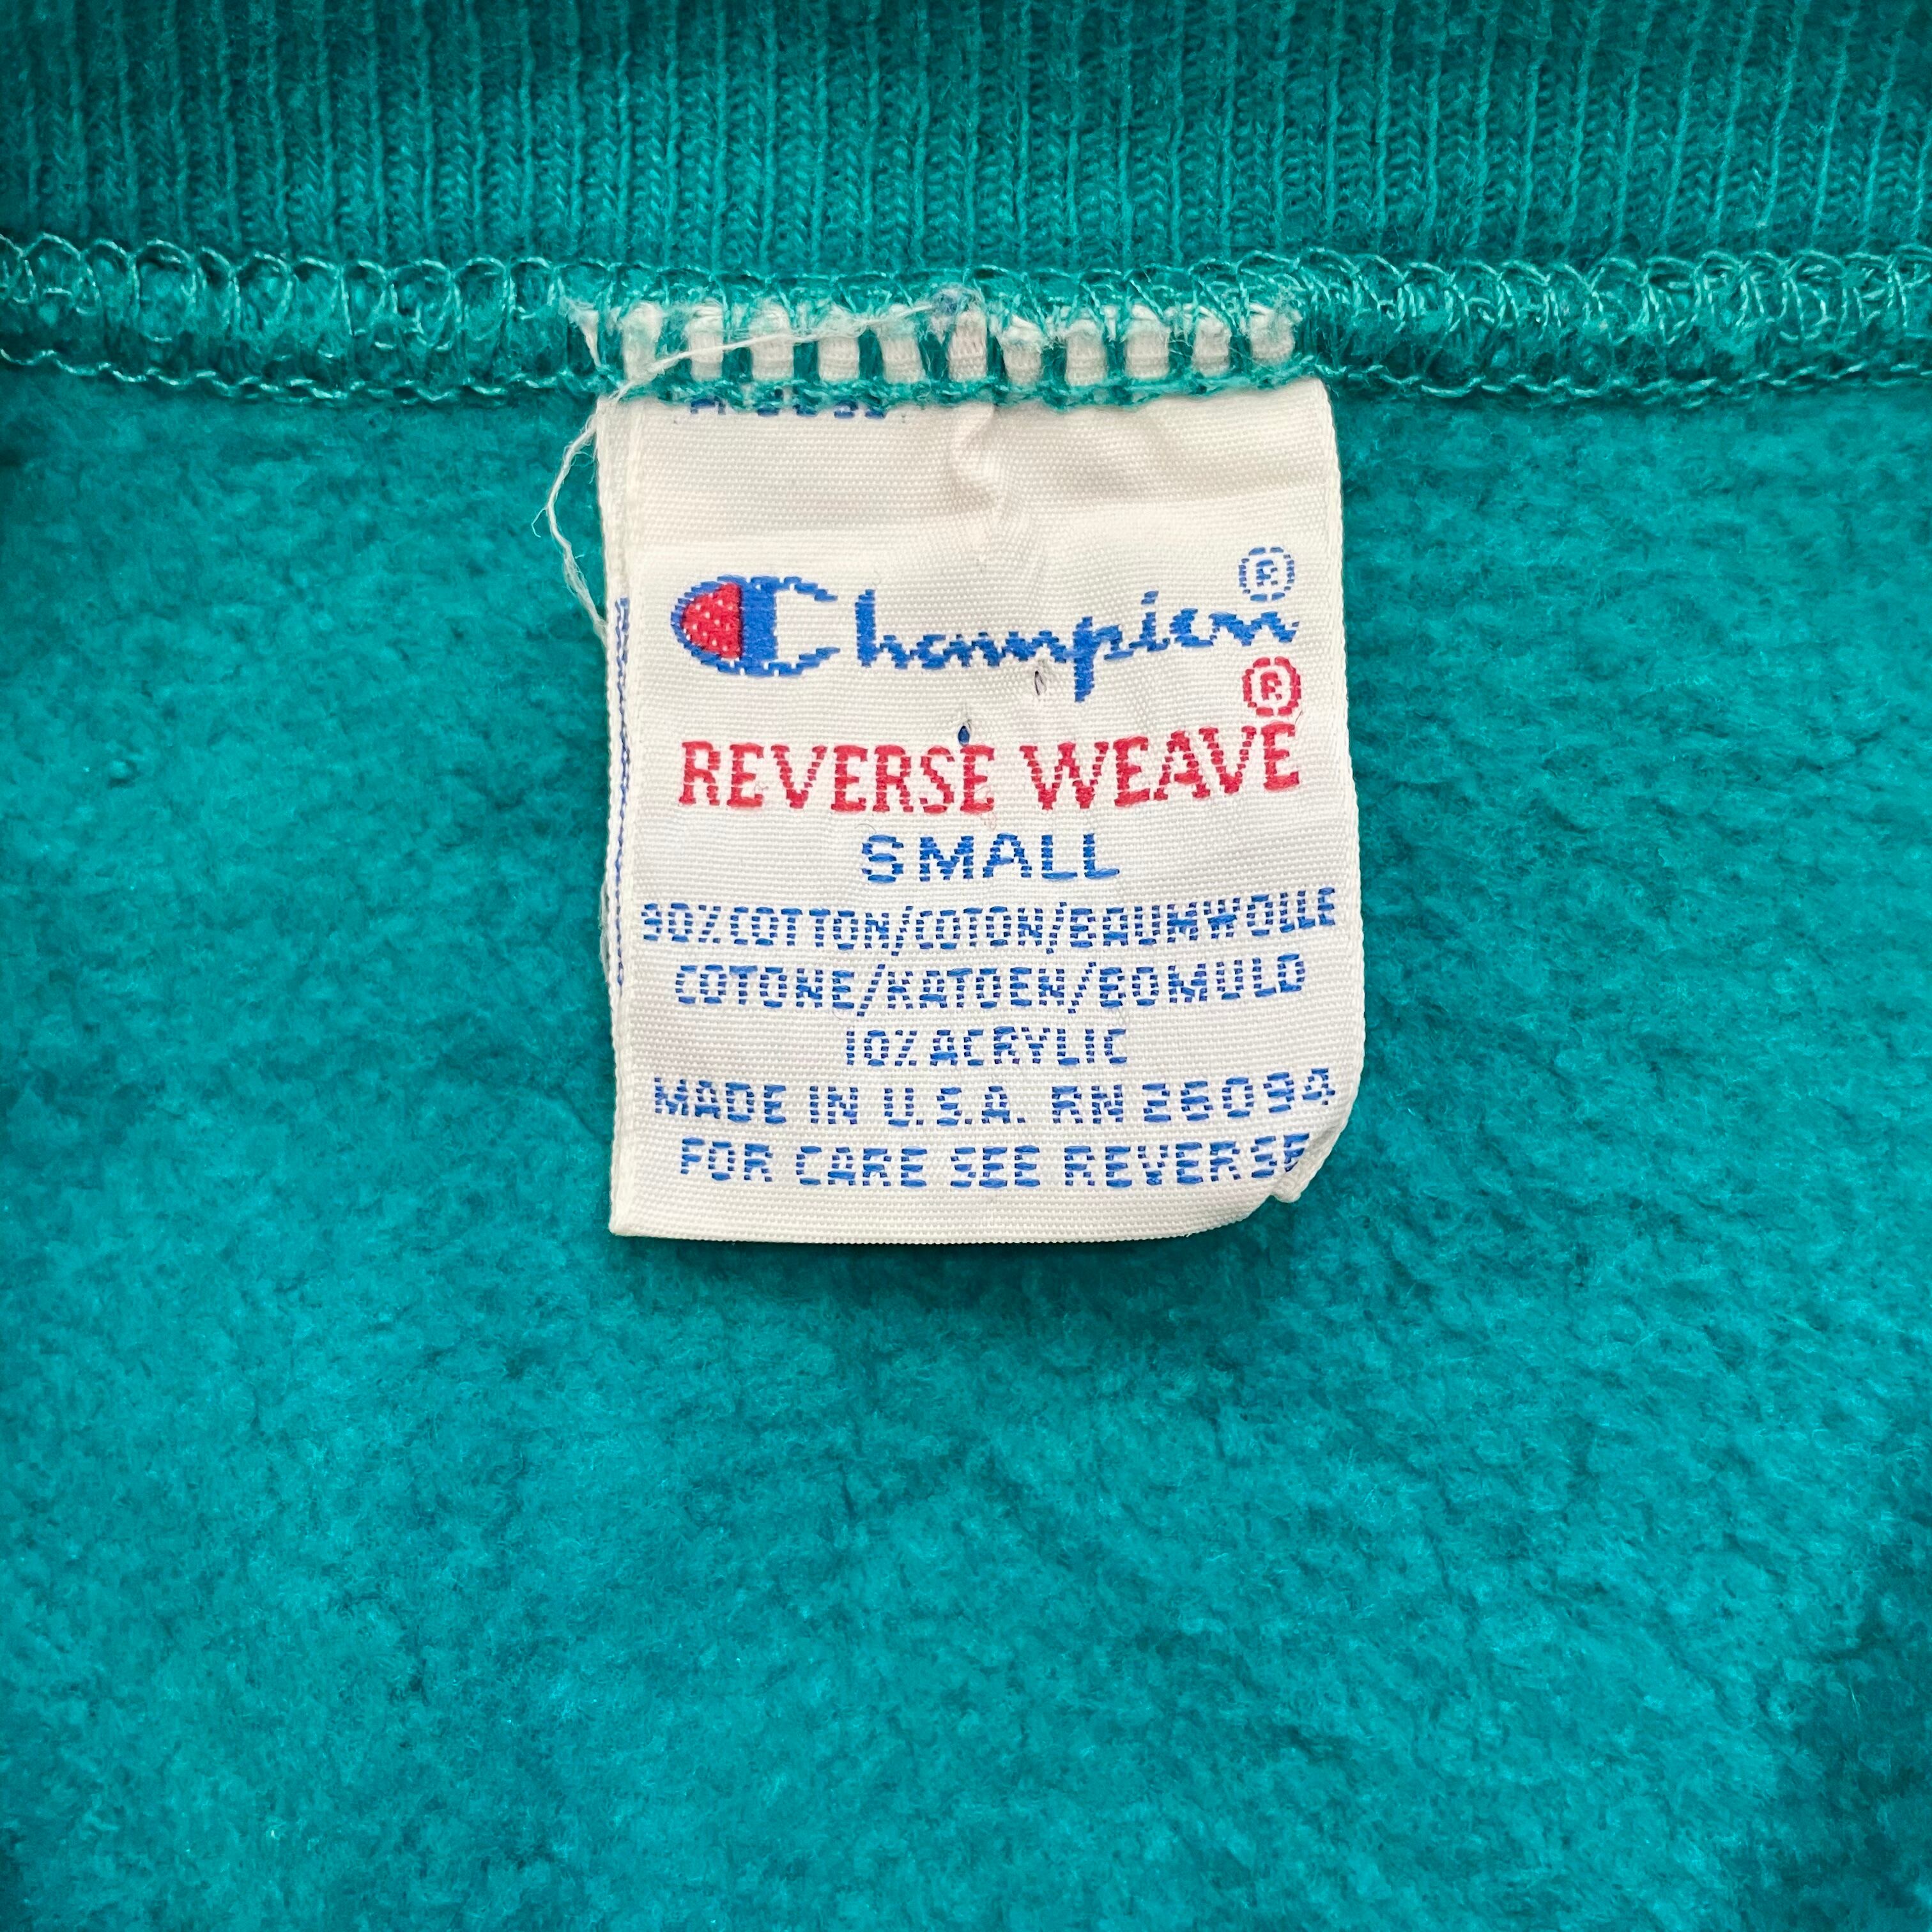 Champion ®
REVERSE WEAVE ®
SMALL
90% COTTON/COTON/BAUMWOLLE
COTONE/KATOEN/BOMULD
10% ACRYLIC
MADE IN U.S.A. RN 26094
FOR CARE SEE REVERSE